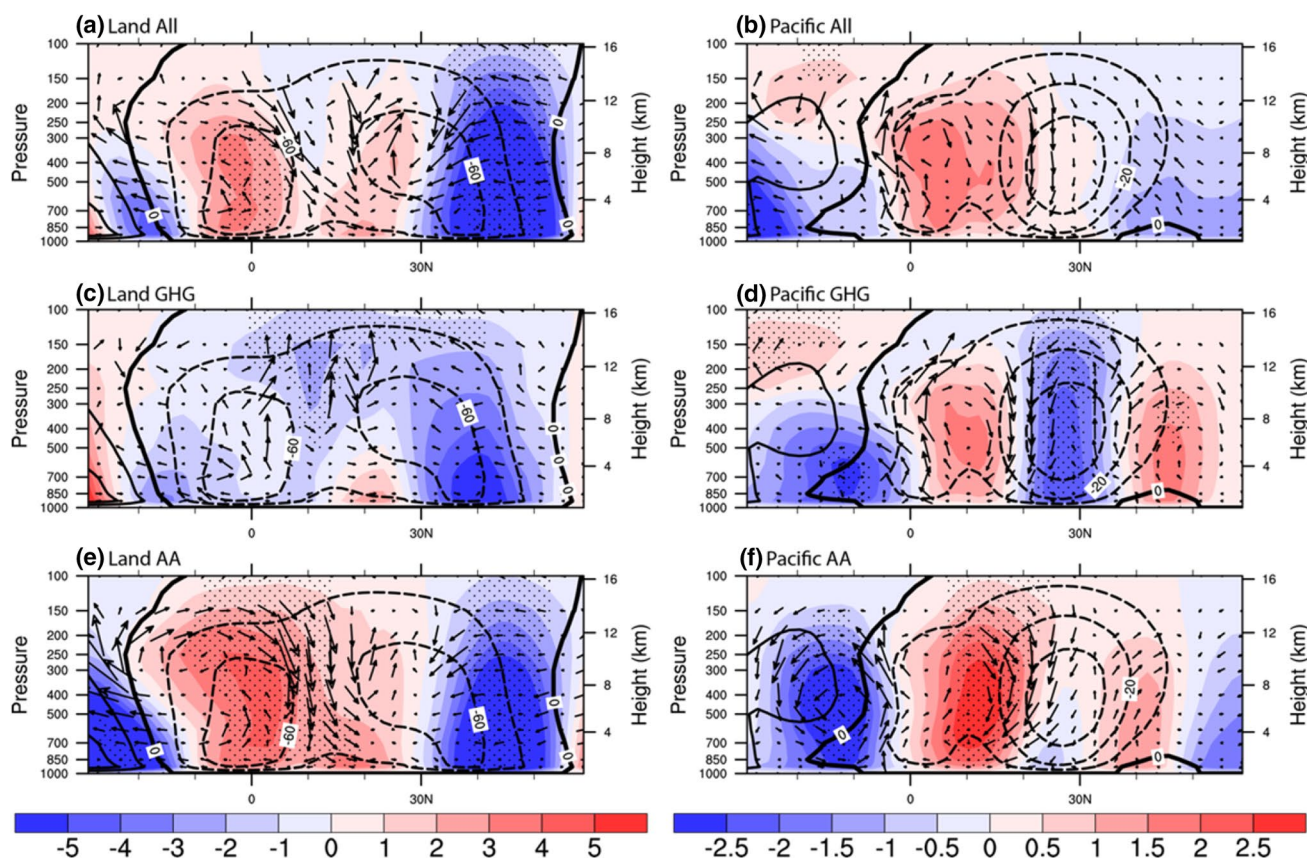 (a) Land All
(b) Pacific All
100 150 200 250 300 400 500 700 850 1000
Pressure
16 12 8 4
Height (km)
0 30N
-60 -60 0 0
100 150 200 250 300 400 500 700 850 1000
Pressure
16 12 8 4
Height (km)
0 30N
-20 0
(c) Land GHG
(d) Pacific GHG
100 150 200 250 300 400 500 700 850 1000
Pressure
16 12 8 4
Height (km)
0 30N
-60 -60 0 0
100 150 200 250 300 400 500 700 850 1000
Pressure
16 12 8 4
Height (km)
0 30N
-20 0
(e) Land AA
(f) Pacific AA
100 150 200 250 300 400 500 700 850 1000
Pressure
16 12 8 4
Height (km)
0 30N
-60 -60 0 0
100 150 200 250 300 400 500 700 850 1000
Pressure
16 12 8 4
Height (km)
0 30N
-20 0 0
-5 -4 -3 -2 -1 0 1 2 3 4 5
-2.5 -2 -1.5 -1 -0.5 0 0.5 1 1.5 2 2.5